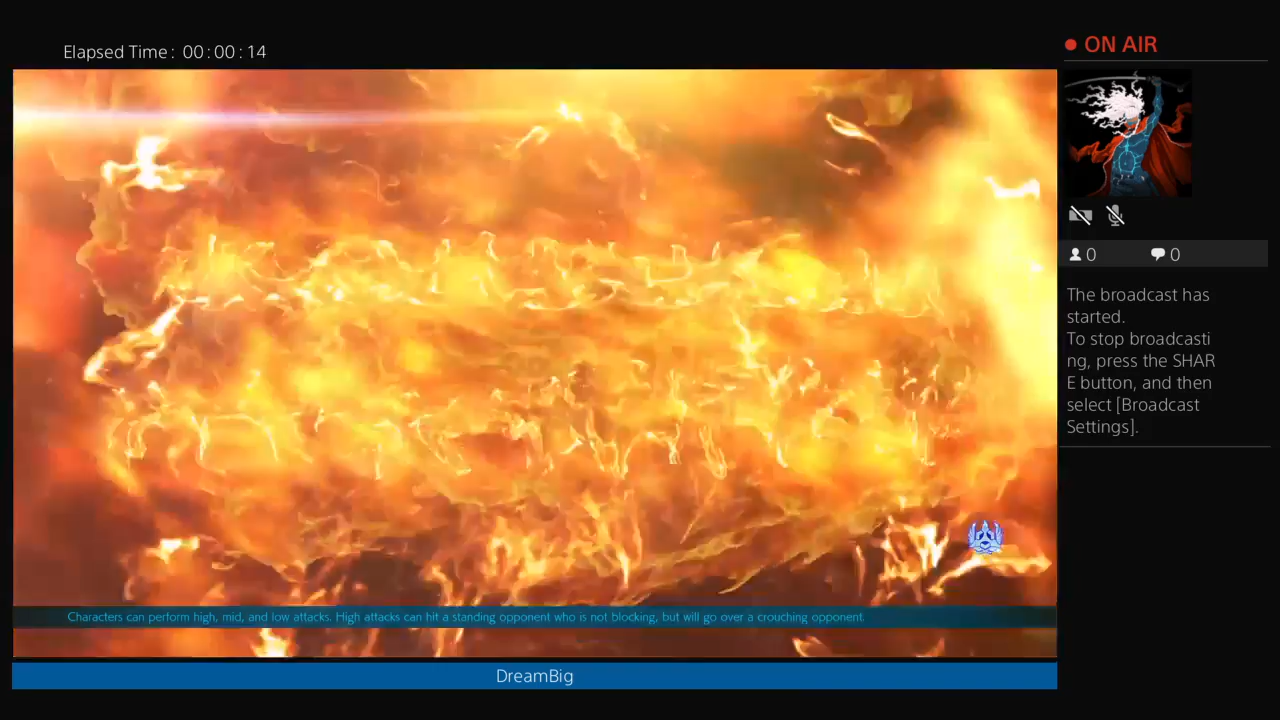 Elapsed Time: 00:00:14
ON AIR
0 0
The broadcast has
started.
To stop broadcasti
ng, press the SHAR
E button, and then
select [Broadcast
Settings].
Characters can perform high, mid, and low attacks. High attacks can hit a standing opponent who is not blocking, but will go over a crouching opponent.
DreamBig